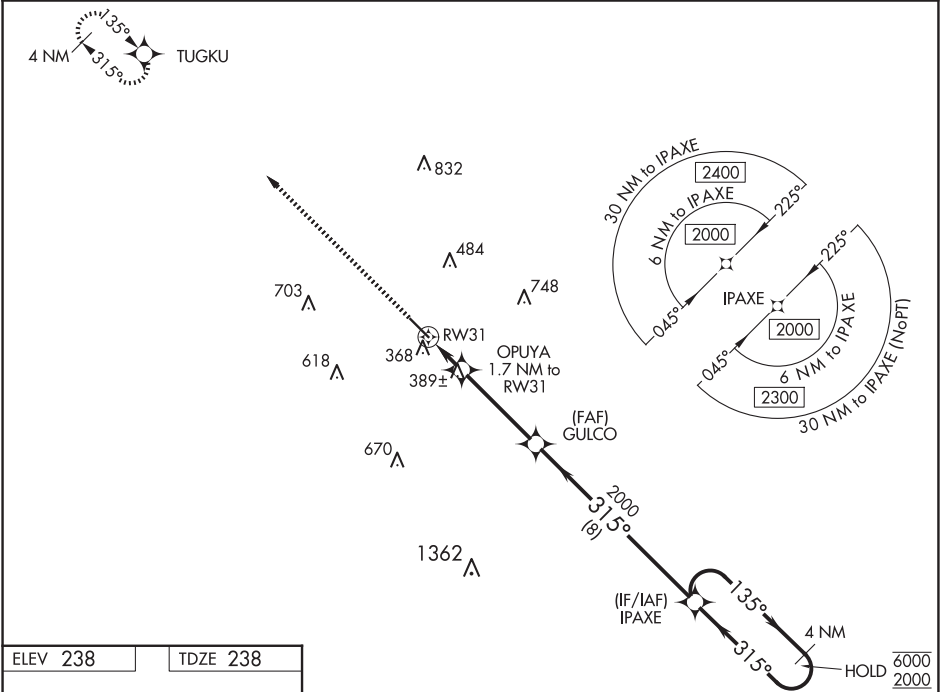 135°
4 NM
315°
TUGKU
832
30 NM to IPAXE
2400
6 NM to IPAXE
2000
225°
045°
484
748
703
RW31
368
618
389±
OPUYA
1.7 NM to
RW31
IPAXE
225°
2000
045°
6 NM to IPAXE
2300
30 NM to IPAXE (NoPT)
(FAF)
GULCO
670
2000
315°
(8)
1362
(IF/IAF)
IPAXE
135°
4 NM
315°
HOLD 6000
2000
ELEV 238
TDZE 238